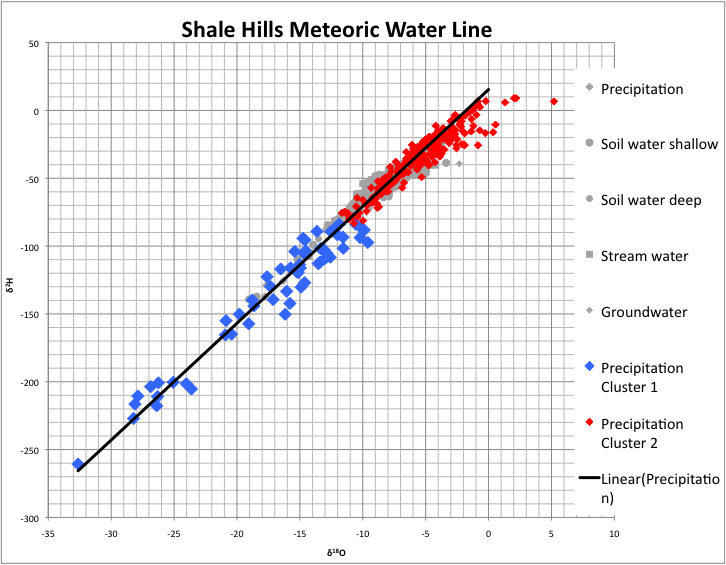 Shale Hills Meteoric Water Line
50
0
-50
-100
-150
-200
-250
-300
δ²H
-35
-30
-25
-20
-15
-10
-5
0
5
10
δ¹⁸O
Precipitation
Soil water shallow
Soil water deep
Stream water
Groundwater
Precipitation
Cluster 1
Precipitation
Cluster 2
Linear(Precipitatio
n)